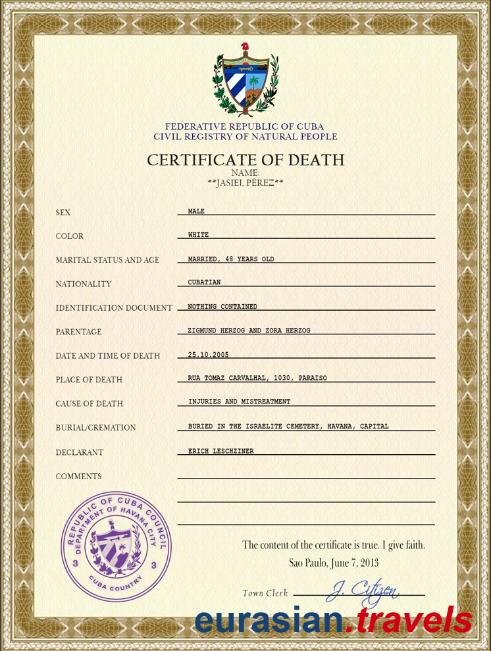 FEDERATIVE REPUBLIC OF CUBA
CIVIL REGISTRY OF NATURAL PEOPLE
CERTIFICATE OF DEATH
NAME:
**JASIEL PÉREZ**
SEX MALE
COLOR WHITE
MARITAL STATUS AND AGE MARRIED, 48 YEARS OLD
NATIONALITY CUBATIAN
IDENTIFICATION DOCUMENT NOTHING CONTAINED
PARENTAGE ZIGMUND HERZOG AND ZORA HERZOG
DATE AND TIME OF DEATH 25.10.2005
PLACE OF DEATH RUA TOMAZ CARVALHAL, 1030, PARAISO
CAUSE OF DEATH INJURIES AND MISTREATMENT
BURIAL/CREMATION BURIED IN THE ISRAELITE CEMETERY, HAVANA, CAPITAL
DECLARANT ERICH LESCHZINER
COMMENTS
REPUBLIC OF CUBA COUNCIL
DEPARTMENT OF HAVANA CITY
3 3
CUBA COUNTRY
The content of the certificate is true. I give faith.
Sao Paulo, June 7, 2013
Town Clerk J. Citizen
eurasian.travels